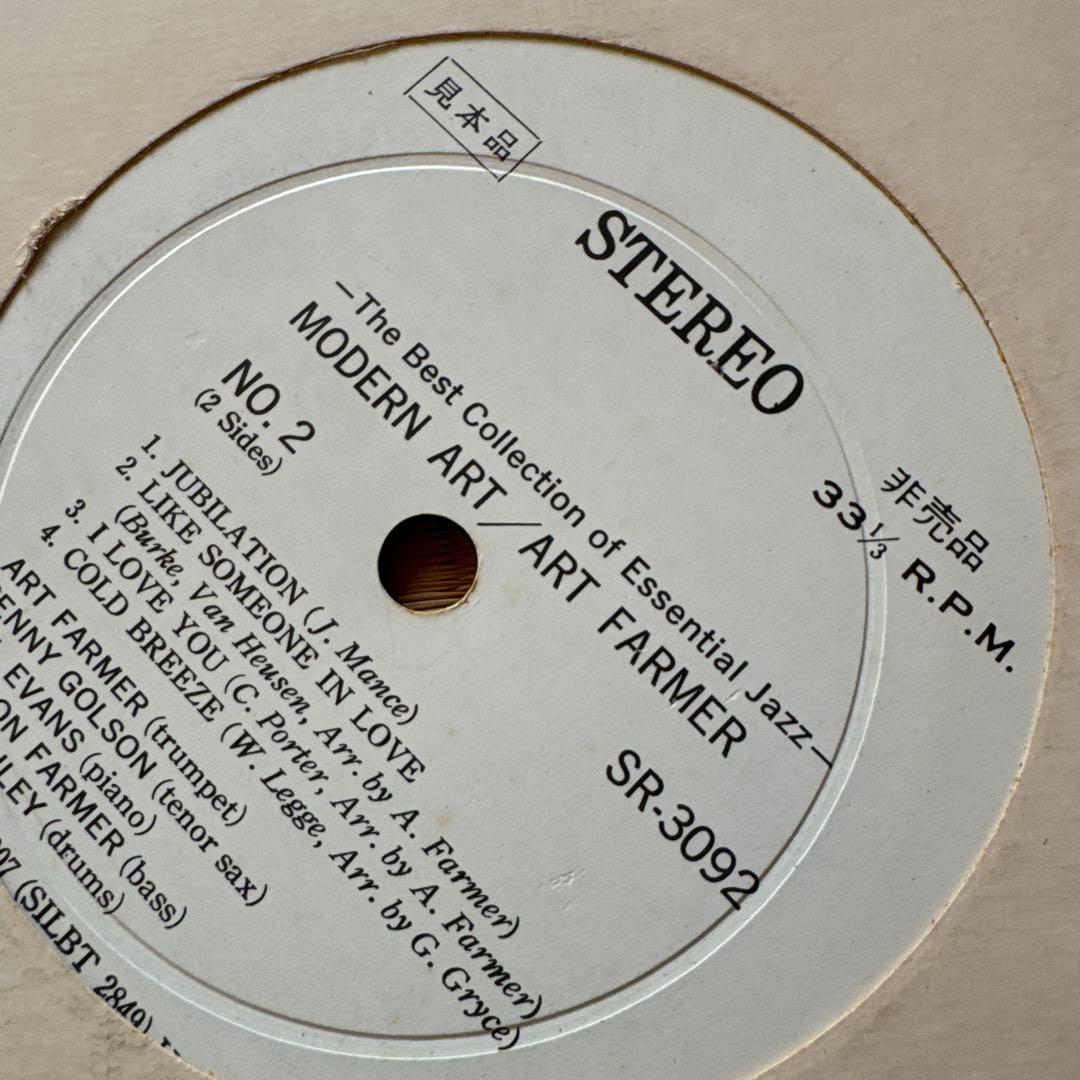 見本品
STEREO
非売品
33 1/3 R.P.M.
—The Best Collection of Essential Jazz—
MODERN ART/ART FARMER
SR-3092
NO. 2
(2 Sides)
1. JUBILATION (J. Mance)
2. LIKE SOMEONE IN LOVE
(Burke, Van Heusen, Arr. by A. Farmer)
3. I LOVE YOU (C. Porter, Arr. by A. Farmer)
4. COLD BREEZE (W. Legge, Arr. by G. Gryce)
ART FARMER (trumpet)
ENNY GOLSON (tenor sax)
EVANS (piano)
ON FARMER (bass)
LEY (drums)
(SILBT 2849)